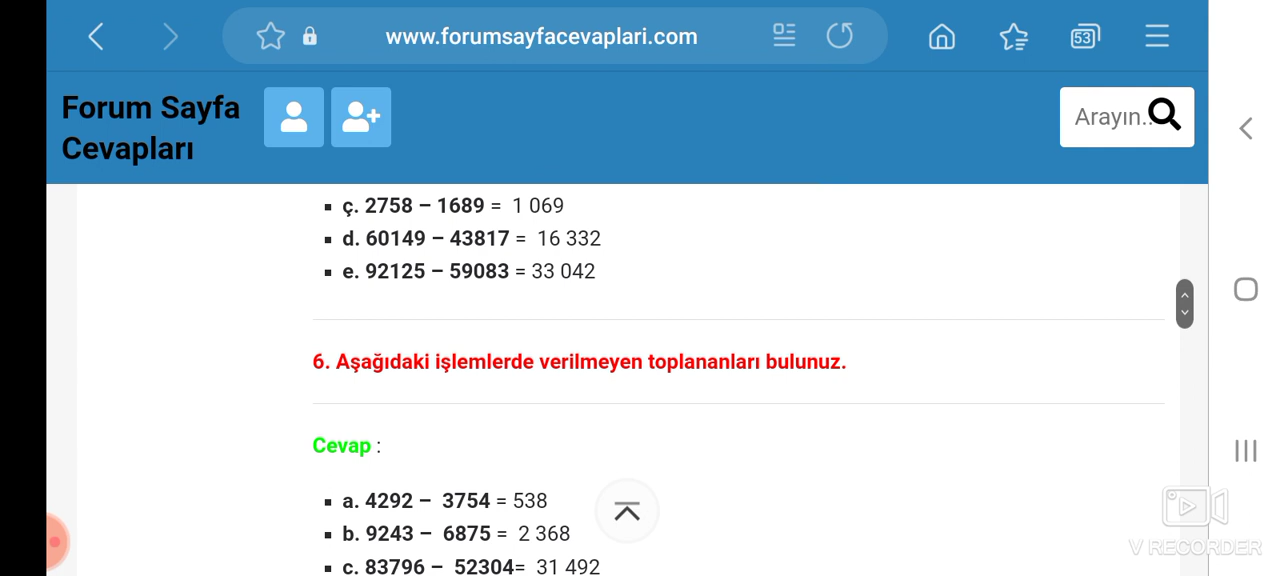 www.forumsayfacevaplari.com
53
Forum Sayfa
Cevapları
Arayın..
ç. 2758 – 1689 = 1 069
d. 60149 – 43817 = 16 332
e. 92125 – 59083 = 33 042
6. Aşağıdaki işlemlerde verilmeyen toplananları bulunuz.
Cevap :
a. 4292 – 3754 = 538
b. 9243 – 6875 = 2 368
c. 83796 – 52304= 31 492
V RECORDER